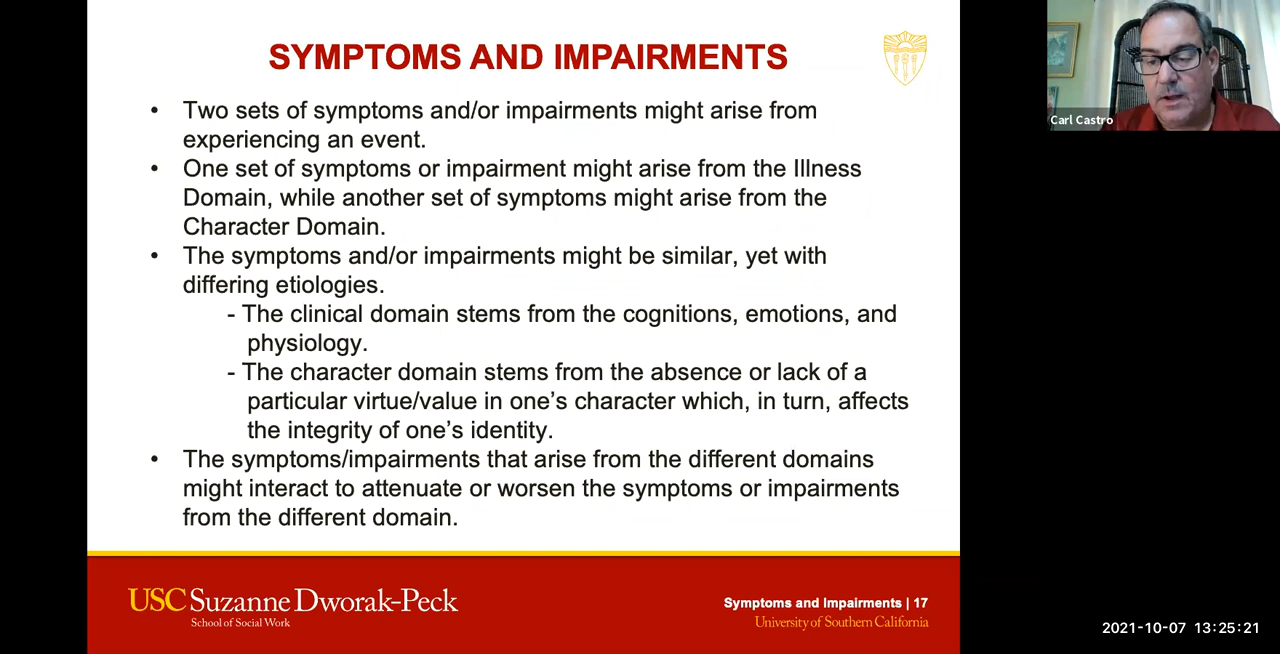 SYMPTOMS AND IMPAIRMENTS
• Two sets of symptoms and/or impairments might arise from
experiencing an event.
• One set of symptoms or impairment might arise from the Illness
Domain, while another set of symptoms might arise from the
Character Domain.
• The symptoms and/or impairments might be similar, yet with
differing etiologies.
- The clinical domain stems from the cognitions, emotions, and
physiology.
- The character domain stems from the absence or lack of a
particular virtue/value in one’s character which, in turn, affects
the integrity of one’s identity.
• The symptoms/impairments that arise from the different domains
might interact to attenuate or worsen the symptoms or impairments
from the different domain.
USC Suzanne Dworak-Peck
School of Social Work
Symptoms and Impairments | 17
University of Southern California
Carl Castro
2021-10-07 13:25:21